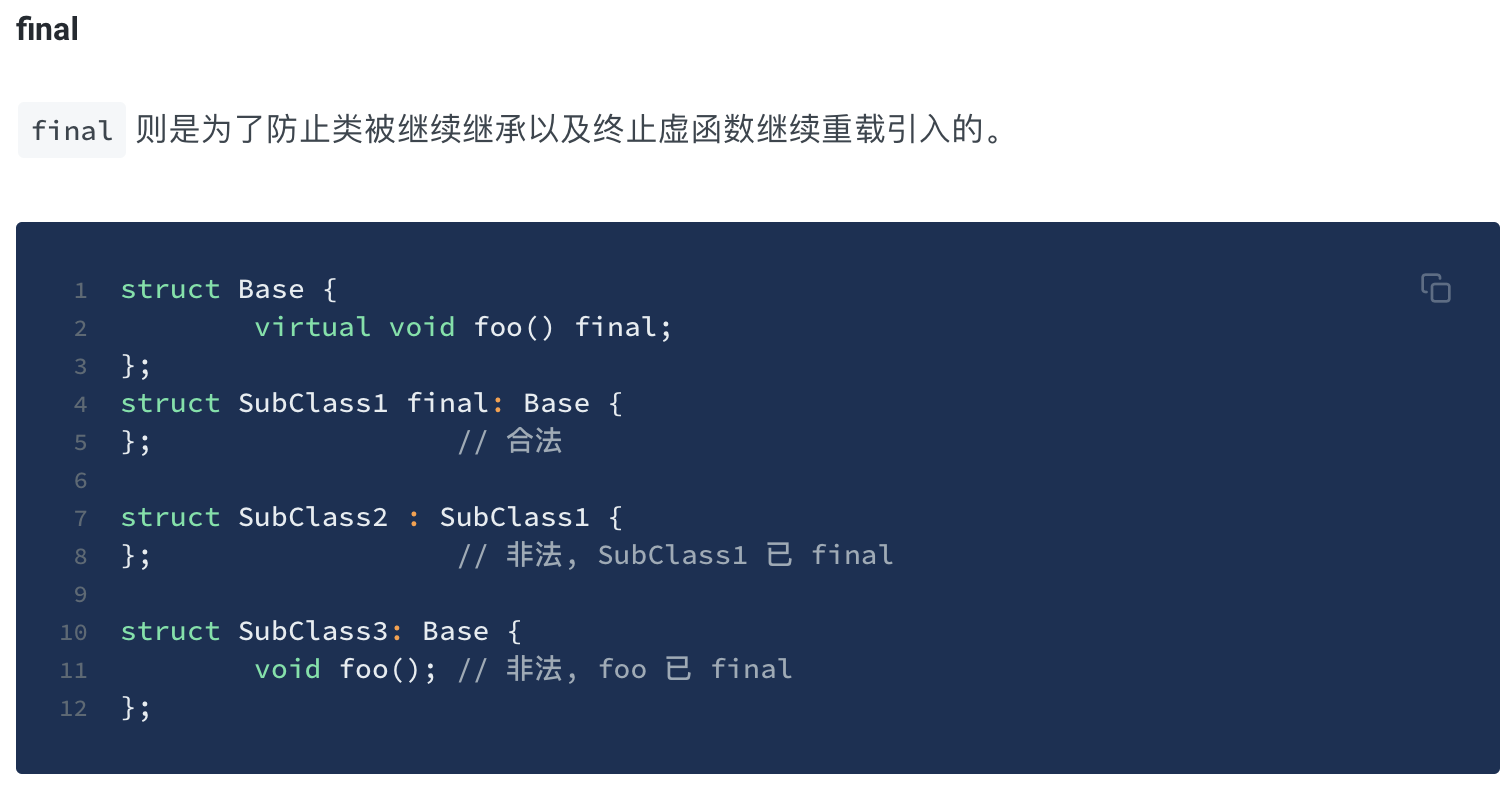 final
final 则是为了防止类被继续继承以及终止虚函数继续重载引入的。
1 struct Base {
2         virtual void foo() final;
3 };
4 struct SubClass1 final: Base {
5 };                  // 合法
6
7 struct SubClass2 : SubClass1 {
8 };                  // 非法, SubClass1 已 final
9
10 struct SubClass3: Base {
11         void foo(); // 非法, foo 已 final
12 };